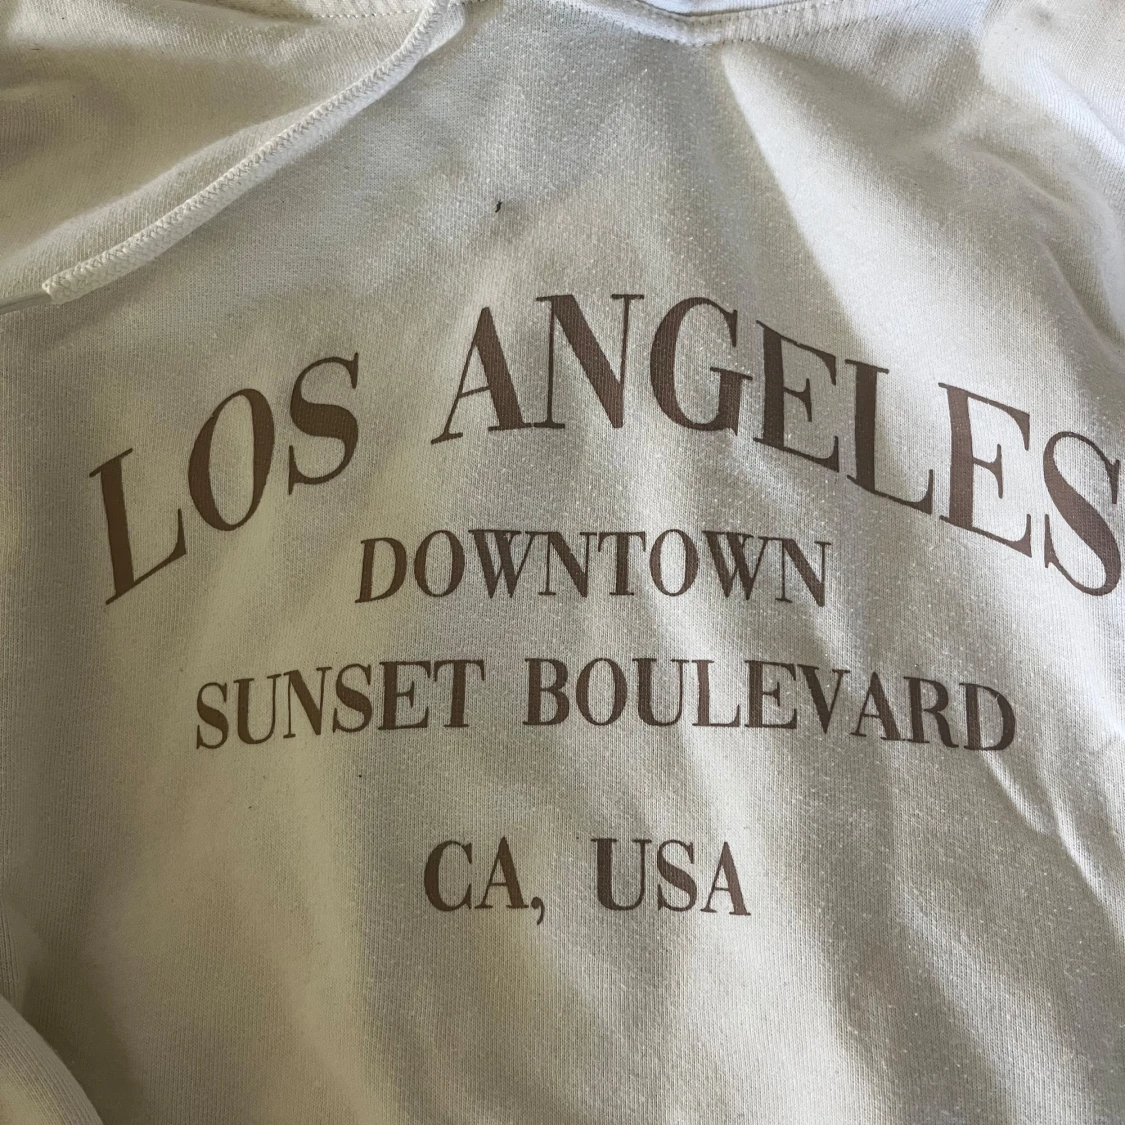 LOS ANGELES
DOWNTOWN
SUNSET BOULEVARD
CA, USA